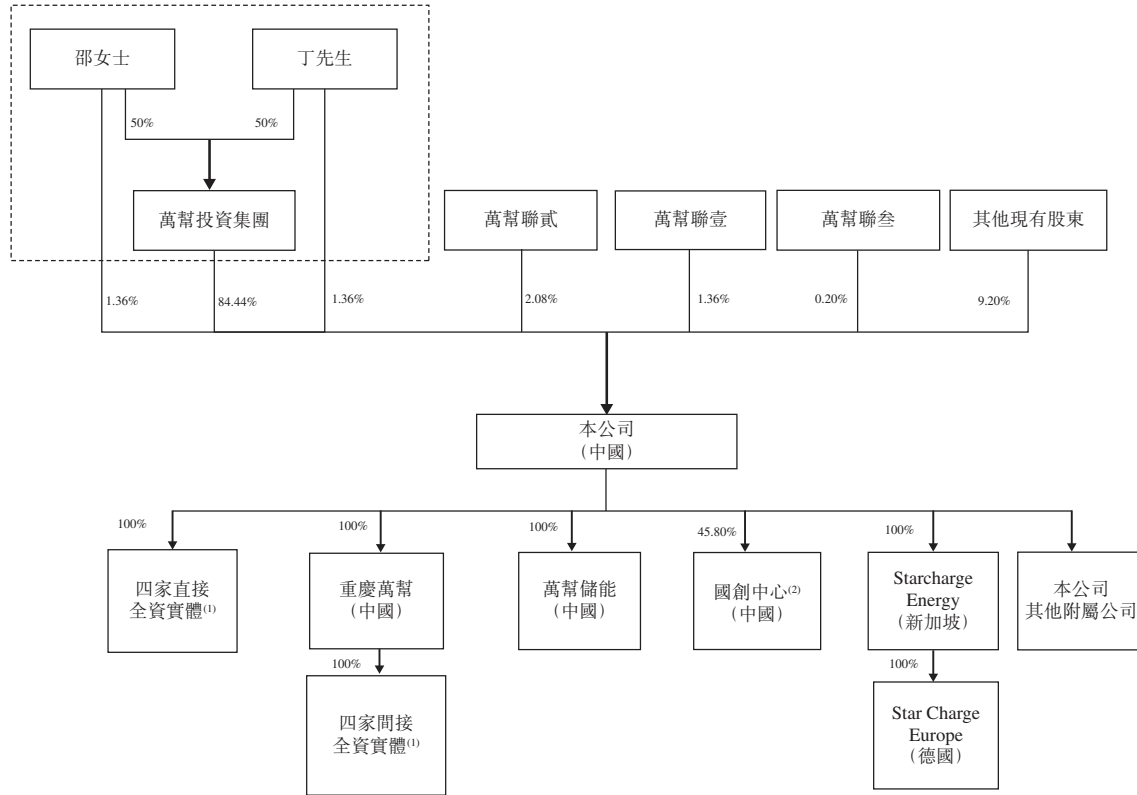 邵女士
丁先生
50%
50%
萬幫投資集團
萬幫聯貳
萬幫聯壹
萬幫聯叁
其他現有股東
1.36%
84.44%
1.36%
2.08%
1.36%
0.20%
9.20%
本公司
(中國)
100%
100%
100%
45.80%
100%
四家直接
全資實體(1)
重慶萬幫
(中國)
萬幫儲能
(中國)
國創中心(2)
(中國)
Starcharge
Energy
(新加坡)
本公司
其他附屬公司
100%
100%
四家間接
全資實體(1)
Star Charge
Europe
(德國)